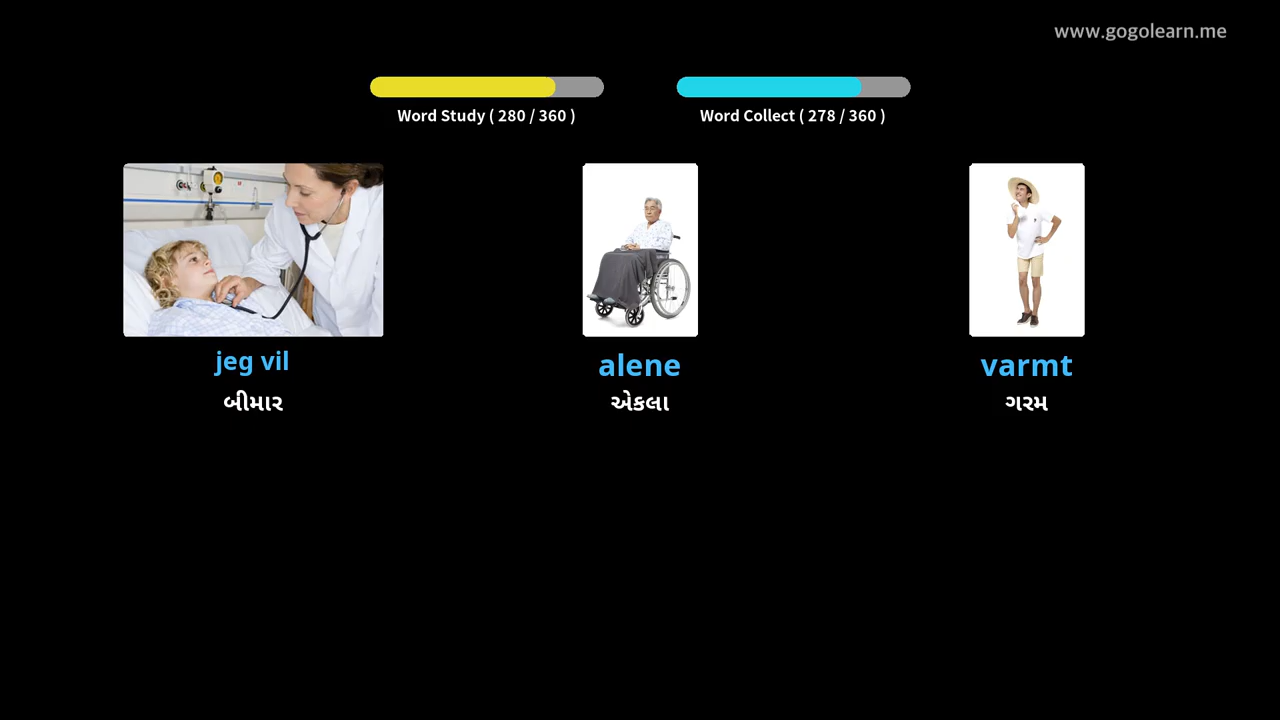 www.gogolearn.me
Word Study ( 280 / 360 )
Word Collect ( 278 / 360 )
jeg vil
alene
varmt
બીમાર
એકલા
ગરમ